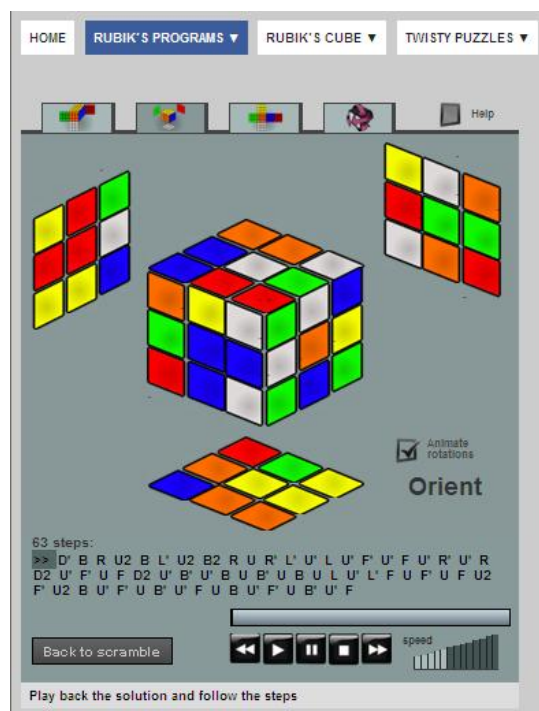 HOME RUBIK'S PROGRAMS ▼ RUBIK'S CUBE ▼ TWISTY PUZZLES ▼
Help
Animate
rotations
Orient
63 steps:
>> D' B R U2 B L' U2 B2 R U R' L' U' L U' F' U' F U' R' U' R
D2 U' F' U F D2 U' B' U' B U B' U B U L U' L' F U F' U F U2
F' U2 B U' F' U B' U' F U B U' F' U B' U' F
speed
Back to scramble
Play back the solution and follow the steps